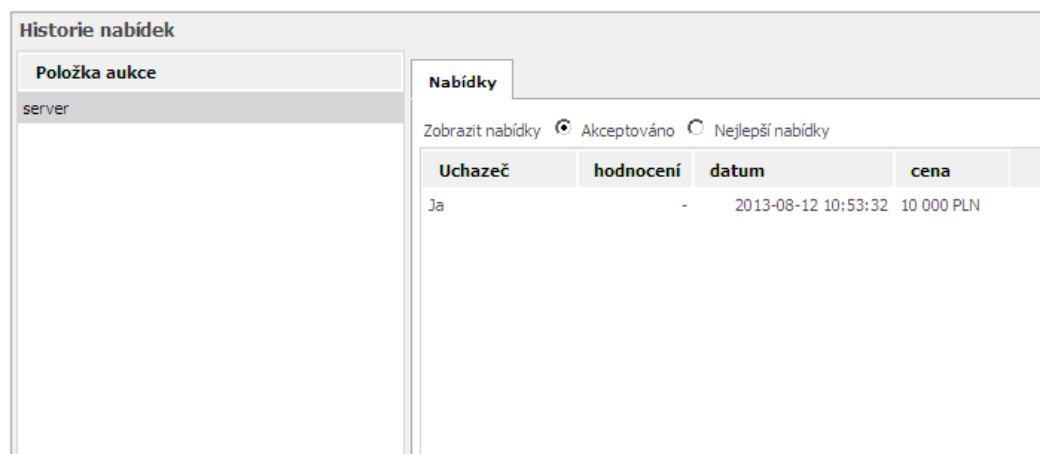 Historie nabídek
Položka aukce
server
Nabídky
Zobrazit nabídky Akceptováno Nejlepší nabídky
Uchazeč hodnocení datum cena
Ja - 2013-08-12 10:53:32 10 000 PLN